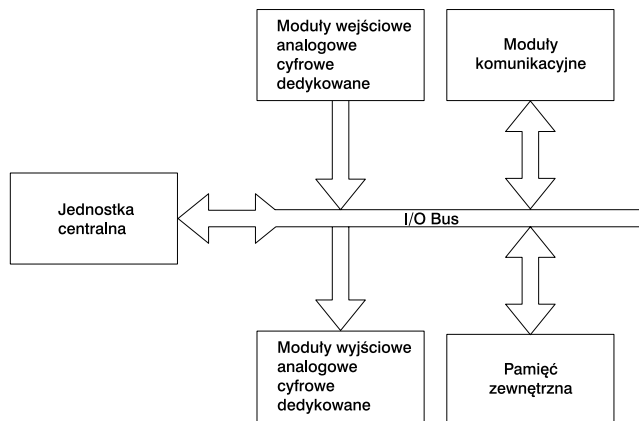 Moduły wejściowe
analogowe
cyfrowe
dedykowane
Moduły
komunikacyjne
Jednostka
centralna
I/O Bus
Moduły wyjściowe
analogowe
cyfrowe
dedykowane
Pamięć
zewnętrzna